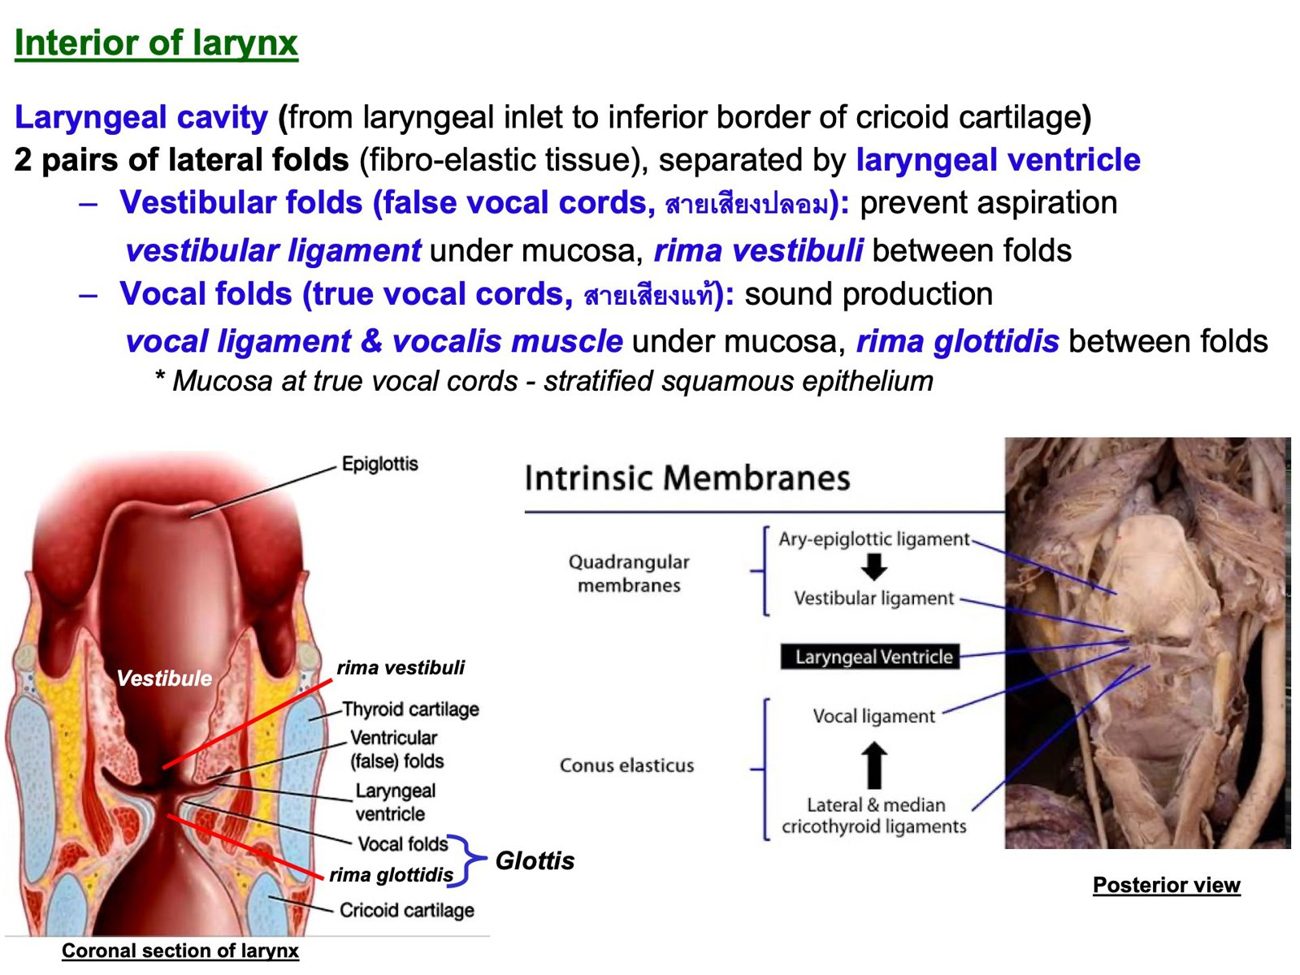 Interior of larynx
Laryngeal cavity (from laryngeal inlet to inferior border of cricoid cartilage)
2 pairs of lateral folds (fibro-elastic tissue), separated by laryngeal ventricle
– Vestibular folds (false vocal cords, สายเสียงปลอม): prevent aspiration
vestibular ligament under mucosa, rima vestibuli between folds
– Vocal folds (true vocal cords, สายเสียงแท้): sound production
vocal ligament & vocalis muscle under mucosa, rima glottidis between folds
* Mucosa at true vocal cords - stratified squamous epithelium
Epiglottis
Vestibule
rima vestibuli
Thyroid cartilage
Ventricular
(false) folds
Laryngeal
ventricle
Vocal folds
rima glottidis
Glottis
Cricoid cartilage
Coronal section of larynx
Intrinsic Membranes
Quadrangular
membranes
Ary-epiglottic ligament
Vestibular ligament
Laryngeal Ventricle
Conus elasticus
Vocal ligament
Lateral & median
cricothyroid ligaments
Posterior view